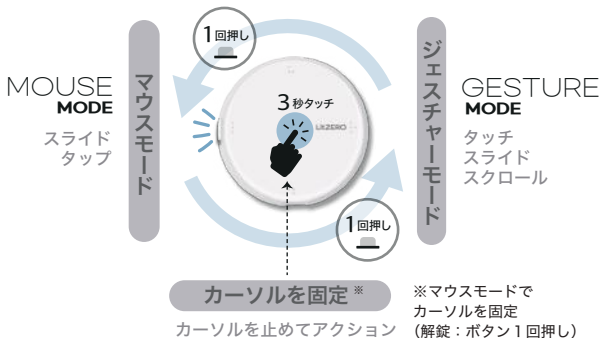 1回押し
MOUSE
MODE
スライド
タップ
マウスモード
3秒タッチ
ジェスチャーモード
GESTURE
MODE
タッチ
スライド
スクロール
1回押し
カーソルを固定※
カーソルを止めてアクション
※マウスモードで
カーソルを固定
(解錠:ボタン1回押し)